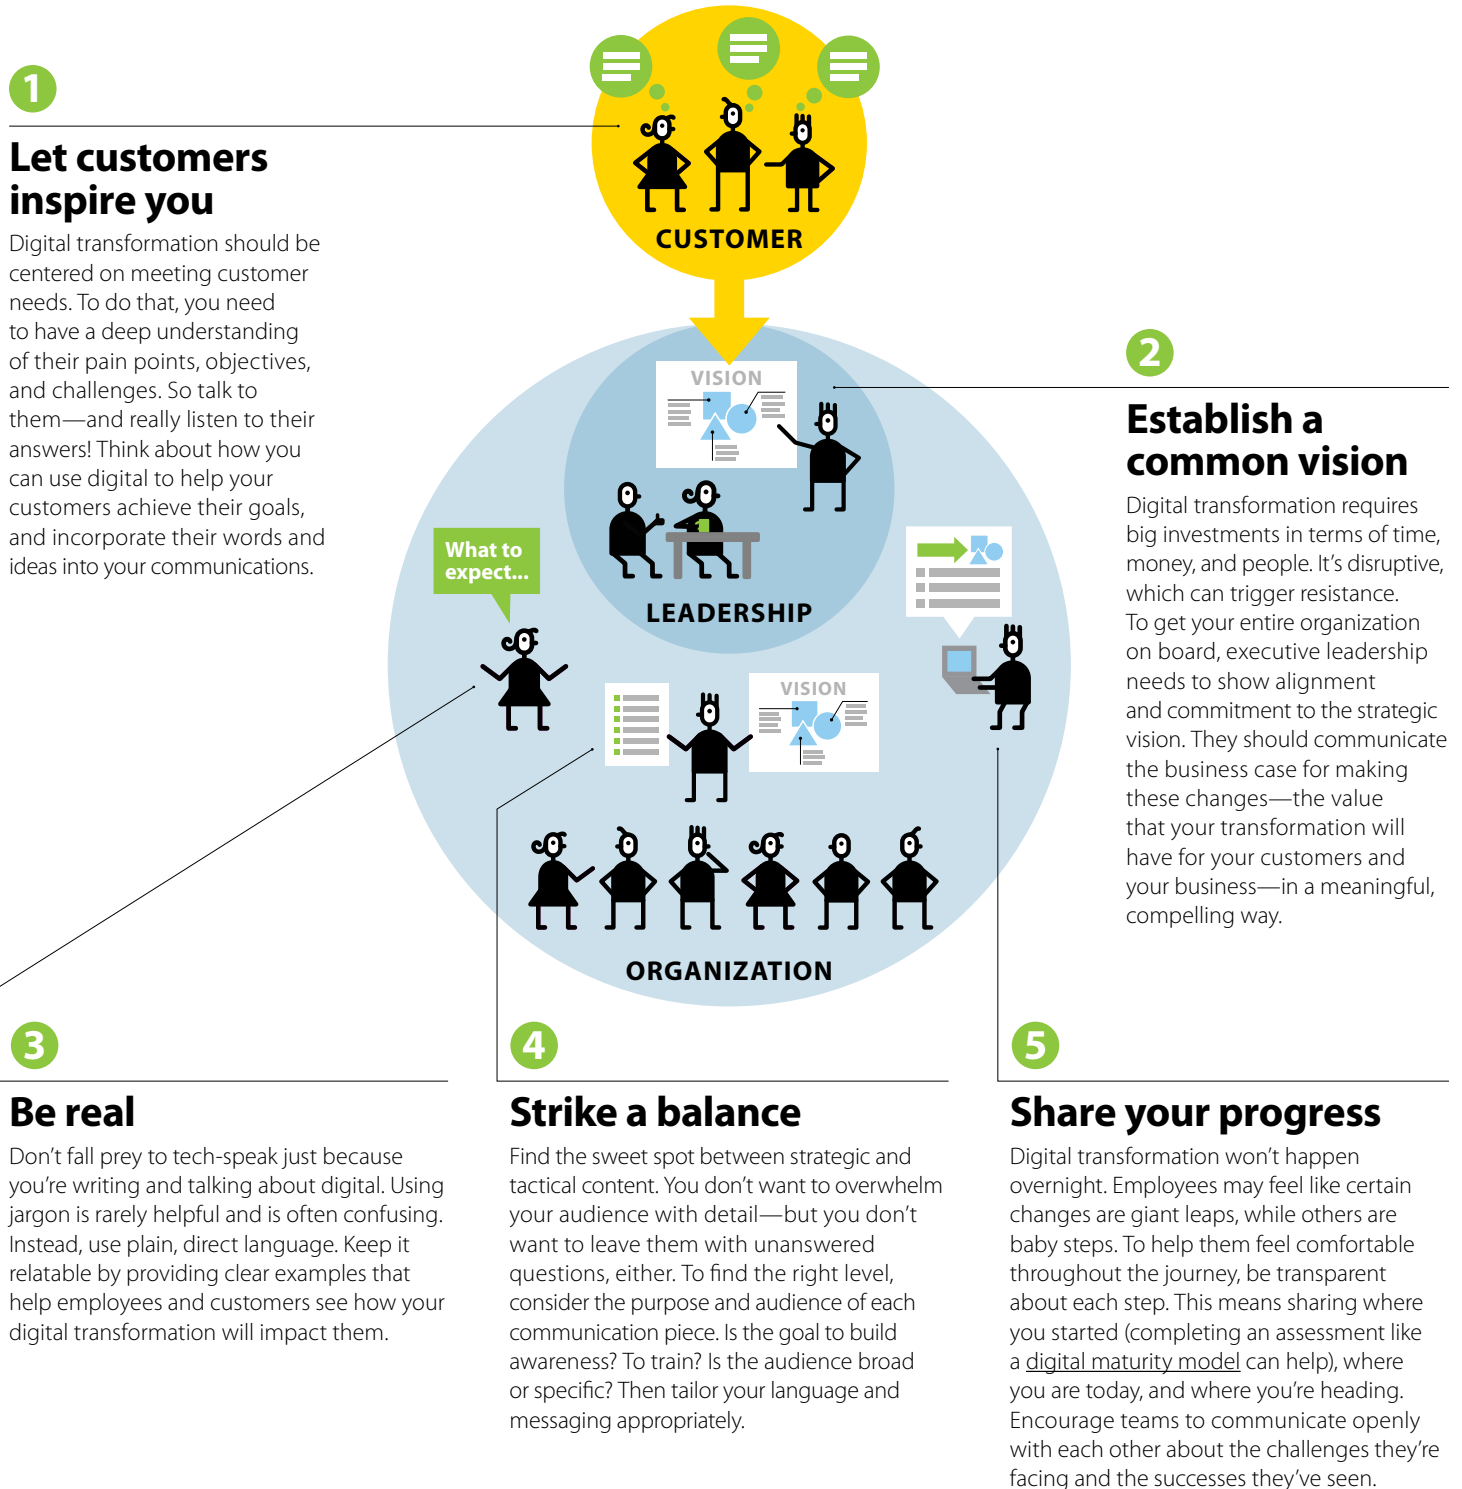 1
Let customers
inspire you
Digital transformation should be
centered on meeting customer
needs. To do that, you need
to have a deep understanding
of their pain points, objectives,
and challenges. So talk to
them—and really listen to their
answers! Think about how you
can use digital to help your
customers achieve their goals,
and incorporate their words and
ideas into your communications.
CUSTOMER
VISION
1
LEADERSHIP
What to
expect...
VISION
ORGANIZATION
2
Establish a
common vision
Digital transformation requires
big investments in terms of time,
money, and people. It’s disruptive,
which can trigger resistance.
To get your entire organization
on board, executive leadership
needs to show alignment
and commitment to the strategic
vision. They should communicate
the business case for making
these changes—the value
that your transformation will
have for your customers and
your business—in a meaningful,
compelling way.
3
Be real
Don’t fall prey to tech-speak just because
you’re writing and talking about digital. Using
jargon is rarely helpful and is often confusing.
Instead, use plain, direct language. Keep it
relatable by providing clear examples that
help employees and customers see how your
digital transformation will impact them.
4
Strike a balance
Find the sweet spot between strategic and
tactical content. You don’t want to overwhelm
your audience with detail—but you don’t
want to leave them with unanswered
questions, either. To find the right level,
consider the purpose and audience of each
communication piece. Is the goal to build
awareness? To train? Is the audience broad
or specific? Then tailor your language and
messaging appropriately.
5
Share your progress
Digital transformation won’t happen
overnight. Employees may feel like certain
changes are giant leaps, while others are
baby steps. To help them feel comfortable
throughout the journey, be transparent
about each step. This means sharing where
you started (completing an assessment like
a digital maturity model can help), where
you are today, and where you’re heading.
Encourage teams to communicate openly
with each other about the challenges they’re
facing and the successes they’ve seen.